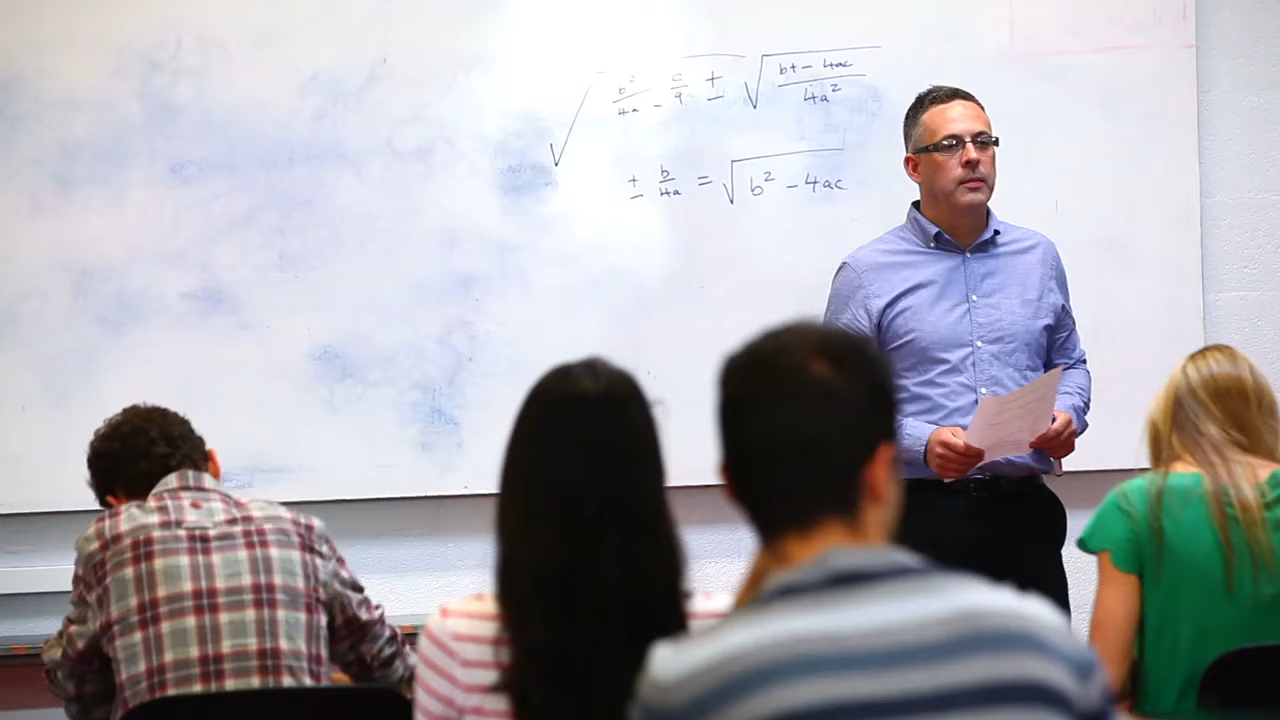 √ b²/4a - c/a ± √ b+ - 4ac/4a²
± b/4a = √ b² - 4ac